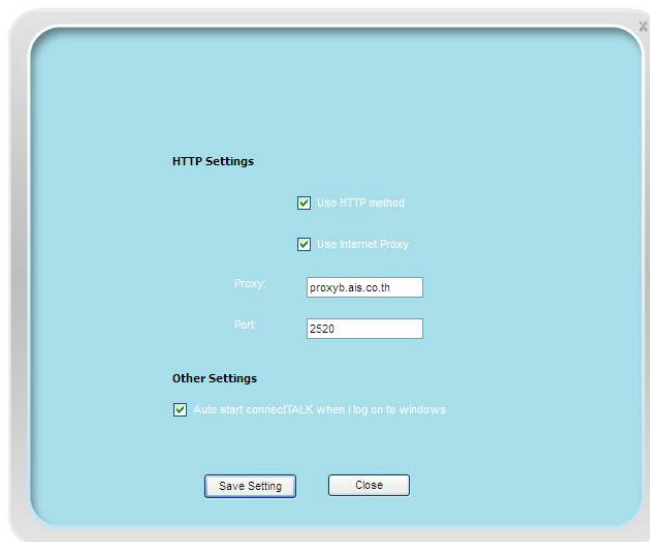 X
HTTP Settings
Use HTTP method
Use Internet Proxy
Proxy: proxyb.ais.co.th
Port: 2520
Other Settings
Auto start connectTALK when I log on to windows
Save Setting Close